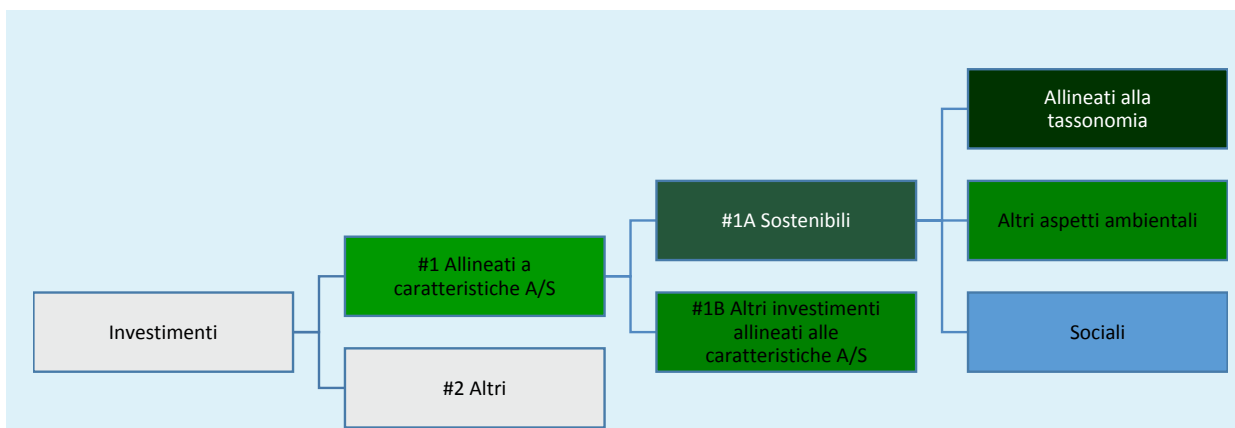 Investimenti
#1 Allineati a
caratteristiche A/S
#2 Altri
#1A Sostenibili
#1B Altri investimenti
allineati alle
caratteristiche A/S
Allineati alla
tassonomia
Altri aspetti ambientali
Sociali